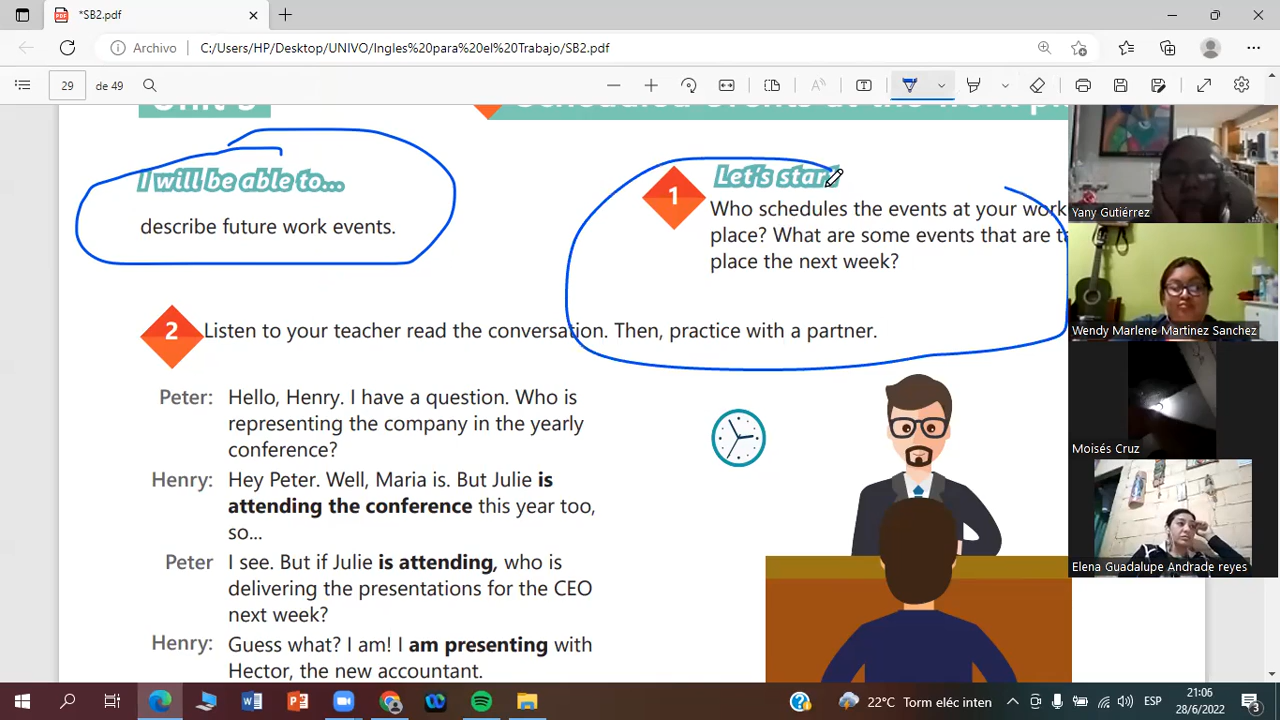 *SB2.pdf
Archivo
C:/Users/HP/Desktop/UNIVO/Ingles%20para%20el%20Trabajo/SB2.pdf
29
de 49
I will be able to...
describe future work events.
1
Let's start
Who schedules the events at your work
place? What are some events that are
place the next week?
2
Listen to your teacher read the conversation. Then, practice with a partner.
Peter:
Hello, Henry. I have a question. Who is
representing the company in the yearly
conference?
Henry:
Hey Peter. Well, Maria is. But Julie is
attending the conference this year too,
so...
Peter
I see. But if Julie is attending, who is
delivering the presentations for the CEO
next week?
Henry:
Guess what? I am! I am presenting with
Hector, the new accountant.
Yany Gutiérrez
Wendy Marlene Martinez Sanchez
Moisés Cruz
Elena Guadalupe Andrade reyes
22°C Torm eléc inten
ESP
21:06
28/6/2022
3